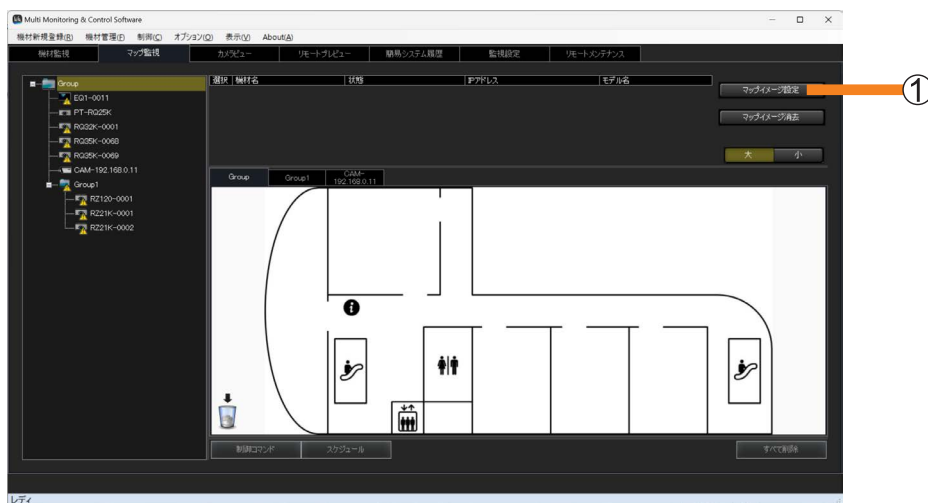 Multi Monitoring & Control Software
機材新規登録(R) 機材管理(E) 制御(C) オプション(O) 表示(V) About(A)
機材監視 マップ監視 カメラビュー リモートプレビュー 簡易システム履歴 監視設定 リモートメンテナンス
Group
EQ1-0011
PT-RQ25K
RQ32K-0001
RQ35K-0068
RQ35K-0069
CAM-192.168.0.11
Group1
RZ120-0001
RZ21K-0001
RZ21K-0002
選択 機材名 状態 IPアドレス モデル名
マップイメージ設定
①
マップイメージ消去
大 小
Group Group1 CAM-
192.168.0.11
制御コマンド スケジュール すべて削除
レディ